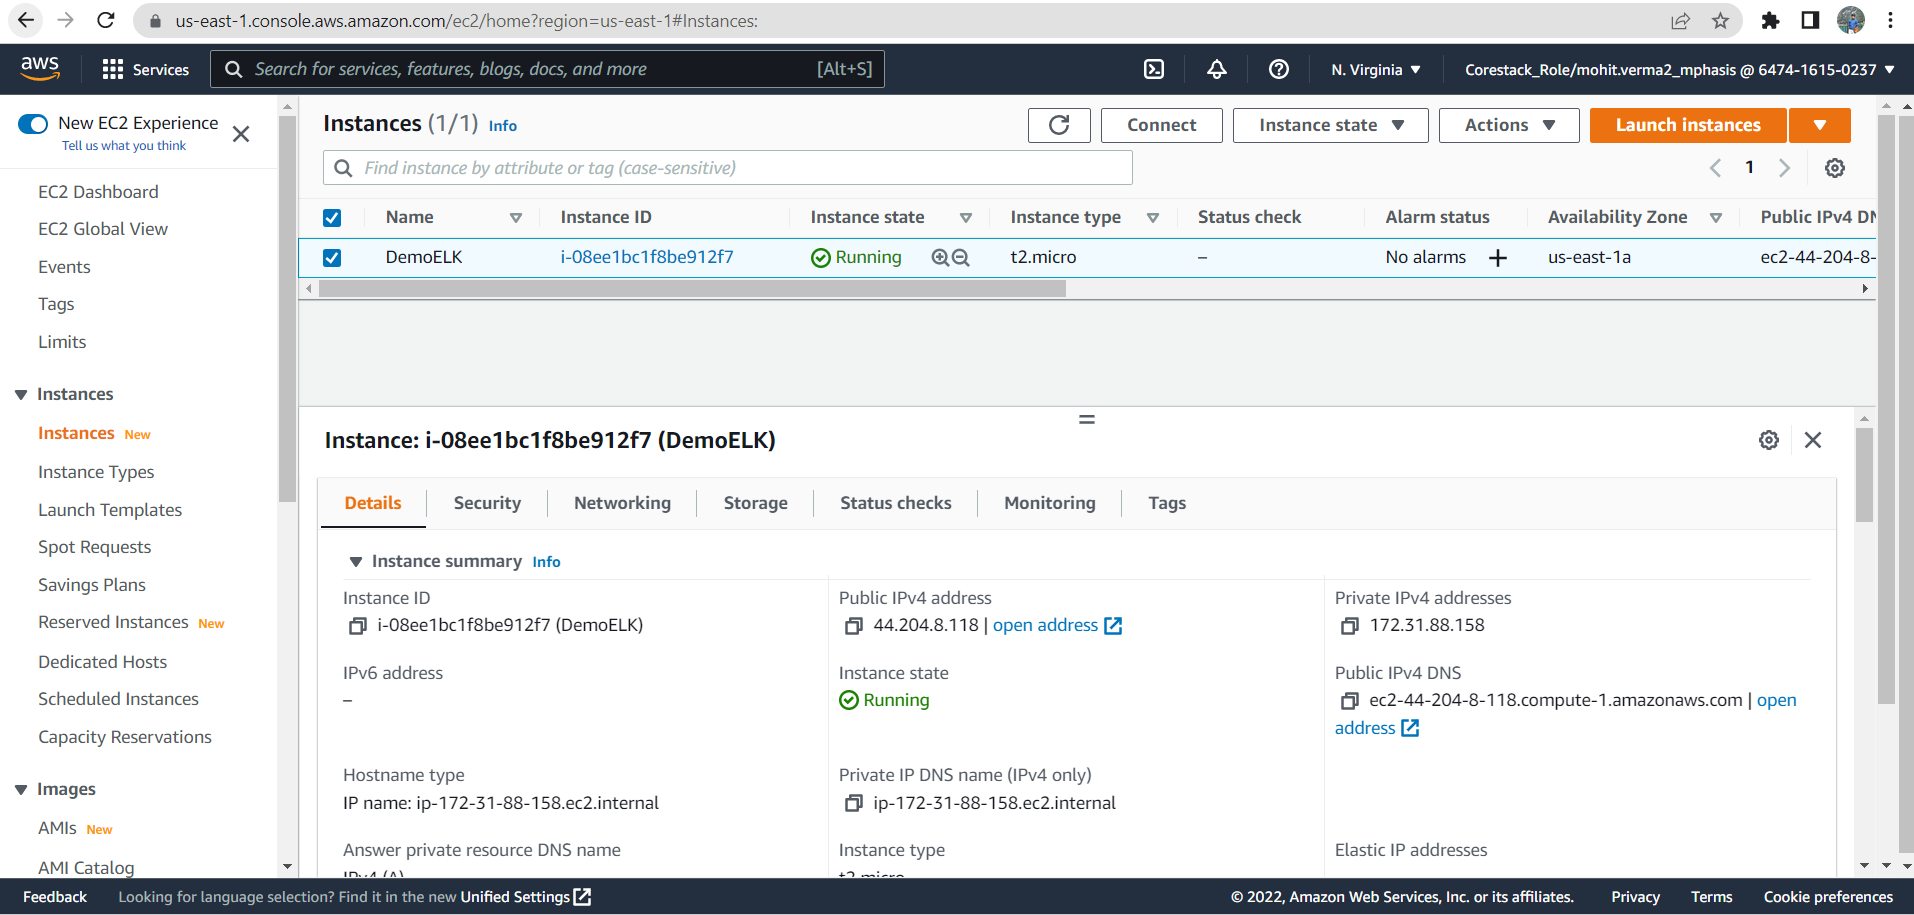 us-east-1.console.aws.amazon.com/ec2/home?region=us-east-1#Instances:
aws
Services
Search for services, features, blogs, docs, and more
[Alt+S]
N. Virginia
Corestack_Role/mohit.verma2_mphasis @ 6474-1615-0237
New EC2 Experience
Tell us what you think
EC2 Dashboard
EC2 Global View
Events
Tags
Limits
Instances
Instances New
Instance Types
Launch Templates
Spot Requests
Savings Plans
Reserved Instances New
Dedicated Hosts
Scheduled Instances
Capacity Reservations
Images
AMIs New
AMI Catalog
Instances (1/1) Info
Connect
Instance state
Actions
Launch instances
Find instance by attribute or tag (case-sensitive)
1
Name
Instance ID
Instance state
Instance type
Status check
Alarm status
Availability Zone
Public IPv4 DN
DemoELK
i-08ee1bc1f8be912f7
Running
t2.micro
–
No alarms
us-east-1a
ec2-44-204-8-
Instance: i-08ee1bc1f8be912f7 (DemoELK)
Details
Security
Networking
Storage
Status checks
Monitoring
Tags
Instance summary Info
Instance ID
i-08ee1bc1f8be912f7 (DemoELK)
Public IPv4 address
44.204.8.118 | open address
Private IPv4 addresses
172.31.88.158
IPv6 address
–
Instance state
Running
Public IPv4 DNS
ec2-44-204-8-118.compute-1.amazonaws.com | open
address
Hostname type
IP name: ip-172-31-88-158.ec2.internal
Private IP DNS name (IPv4 only)
ip-172-31-88-158.ec2.internal
Answer private resource DNS name
IPv4 (A)
Instance type
t2.micro
Elastic IP addresses
Feedback
Looking for language selection? Find it in the new Unified Settings
© 2022, Amazon Web Services, Inc. or its affiliates.
Privacy
Terms
Cookie preferences